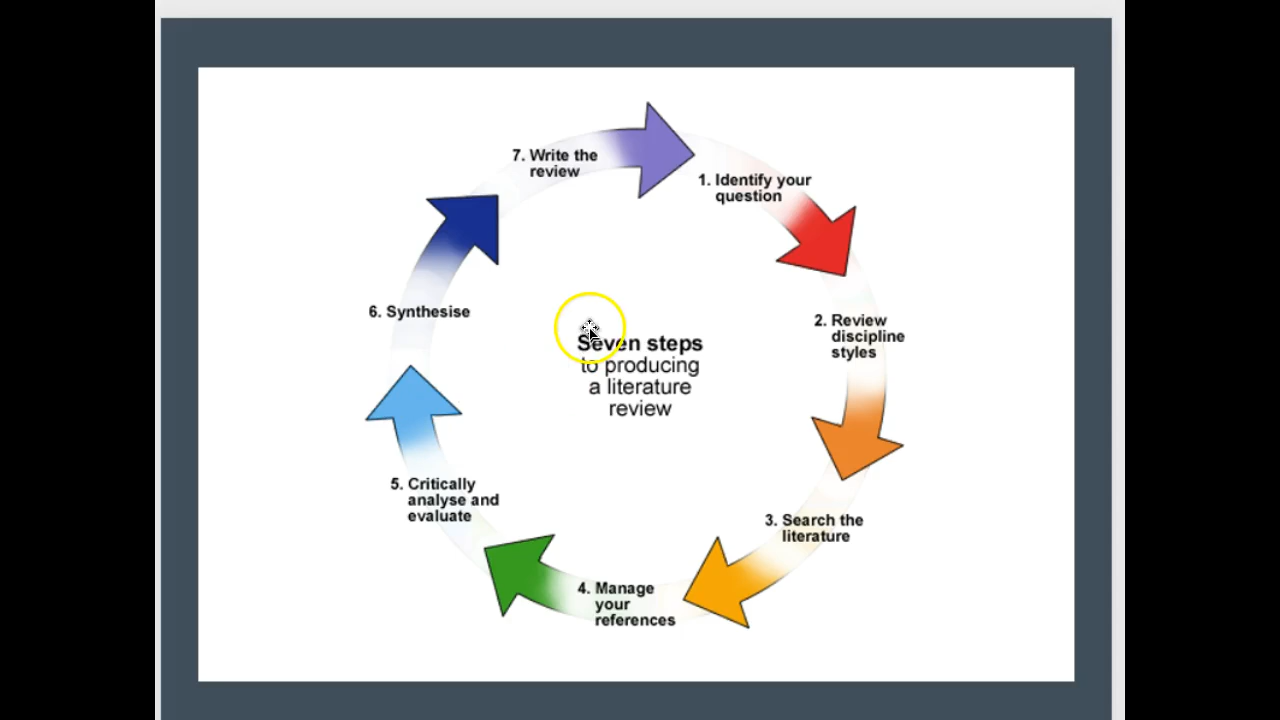 Seven steps
to producing
a literature
review
1. Identify your
question
2. Review
discipline
styles
3. Search the
literature
4. Manage
your
references
5. Critically
analyse and
evaluate
6. Synthesise
7. Write the
review